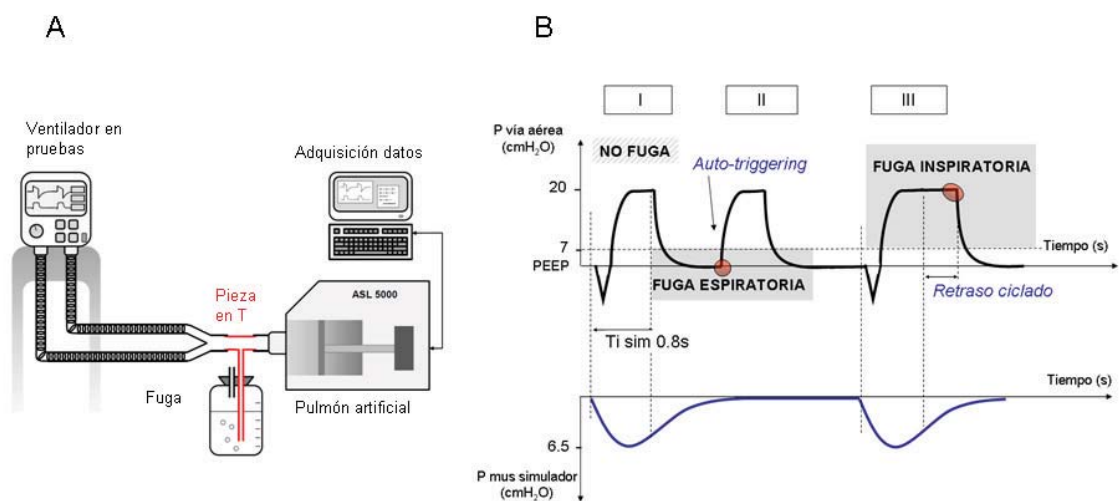 A
Ventilador en
pruebas
Adquisición datos
Pieza
en T
ASL 5000
Fuga
Pulmón artificial
B
I
II
III
P vía aérea
(cmH2O)
NO FUGA
Auto-triggering
FUGA INSPIRATORIA
20
7
Tiempo (s)
PEEP
FUGA ESPIRATORIA
Retraso ciclado
Ti sim 0.8s
Tiempo (s)
6.5
P mus simulador
(cmH2O)